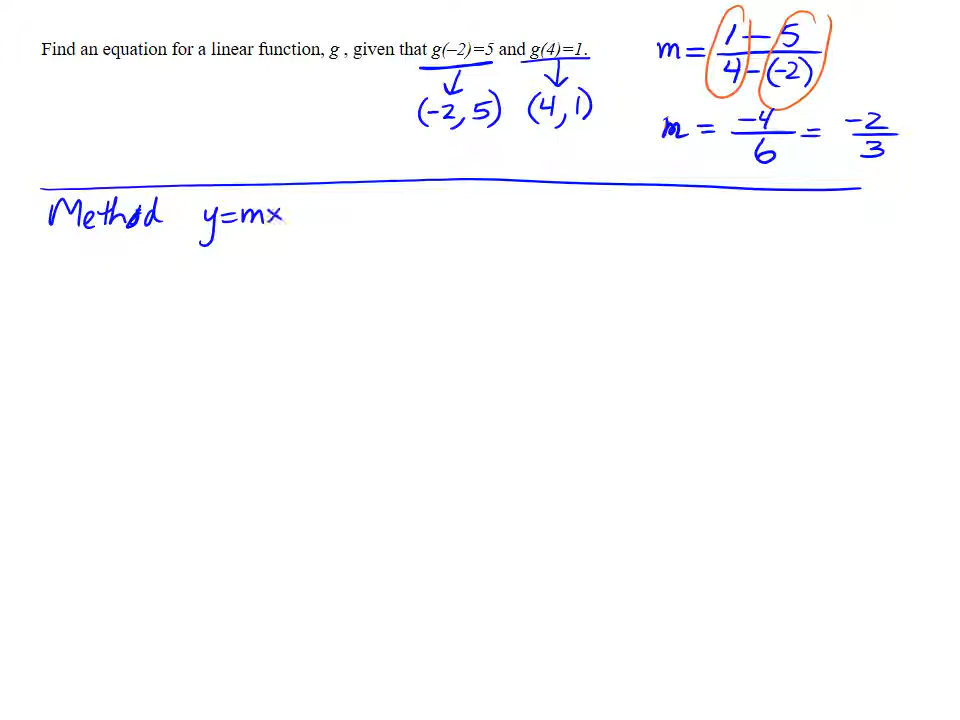 Find an equation for a linear function, g , given that g(–2)=5 and g(4)=1.
(-2, 5) (4, 1)
m = 1 - 5 / 4 - (-2)
m = -4 / 6 = -2 / 3
Method y=mx